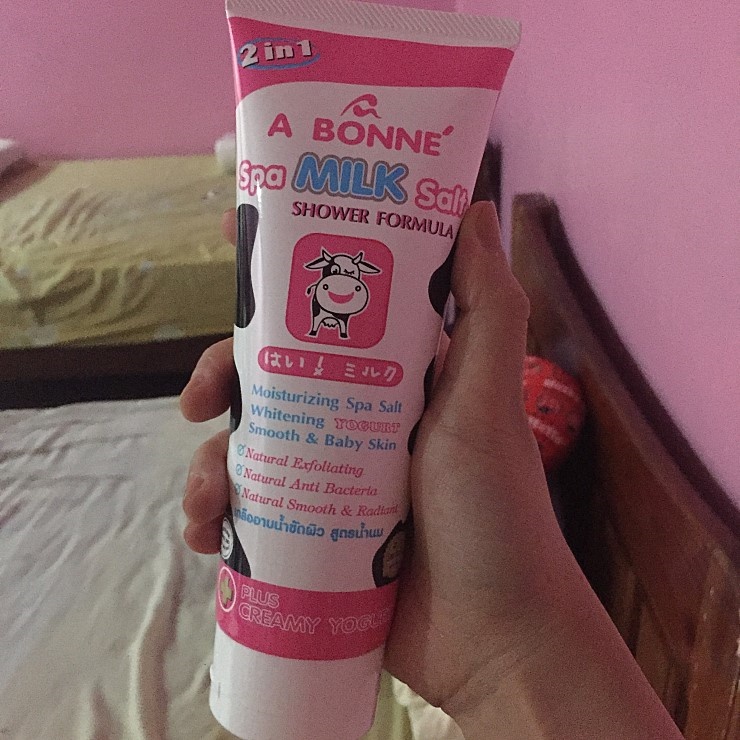 2 in 1
A BONNE'
Spa MILK Salt
SHOWER FORMULA
はい! ミルク
Moisturizing Spa Salt
Whitening YOGURT
Smooth & Baby Skin
Natural Exfoliating
Natural Anti Bacteria
Natural Smooth & Radiant
เกลืออาบน้ำขัดผิว สูตรน้ำนม
PLUS
CREAMY YOGURT